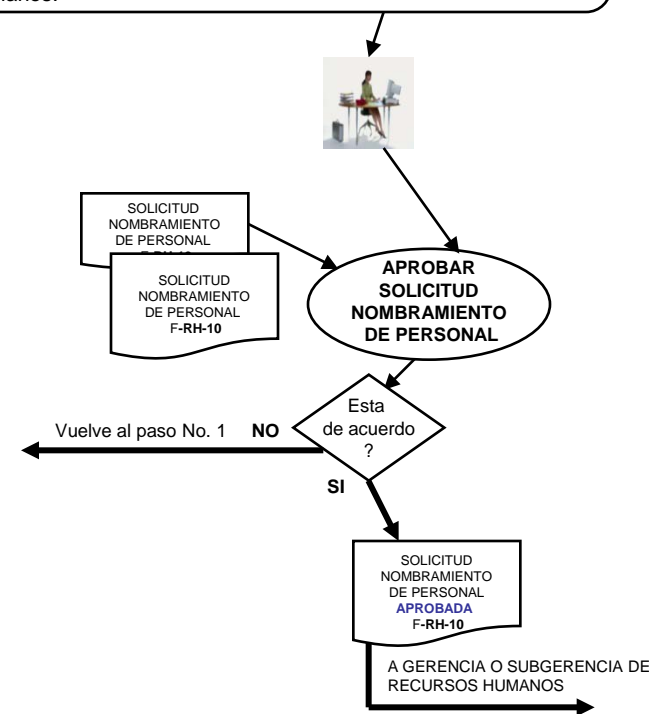 SOLICITUD
NOMBRAMIENTO
DE PERSONAL
SOLICITUD
NOMBRAMIENTO
DE PERSONAL
F-RH-10
APROBAR
SOLICITUD
NOMBRAMIENTO
DE PERSONAL
Esta
de acuerdo
?
Vuelve al paso No. 1 NO
SI
SOLICITUD
NOMBRAMIENTO
DE PERSONAL
APROBADA
F-RH-10
A GERENCIA O SUBGERENCIA DE
RECURSOS HUMANOS